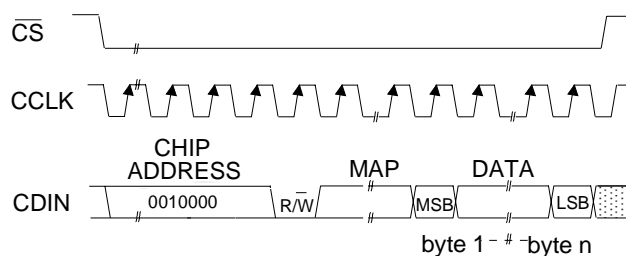 CS
CCLK
CHIP
ADDRESS
MAP
DATA
CDIN
0010000
R/W
MSB
LSB
byte 1
byte n